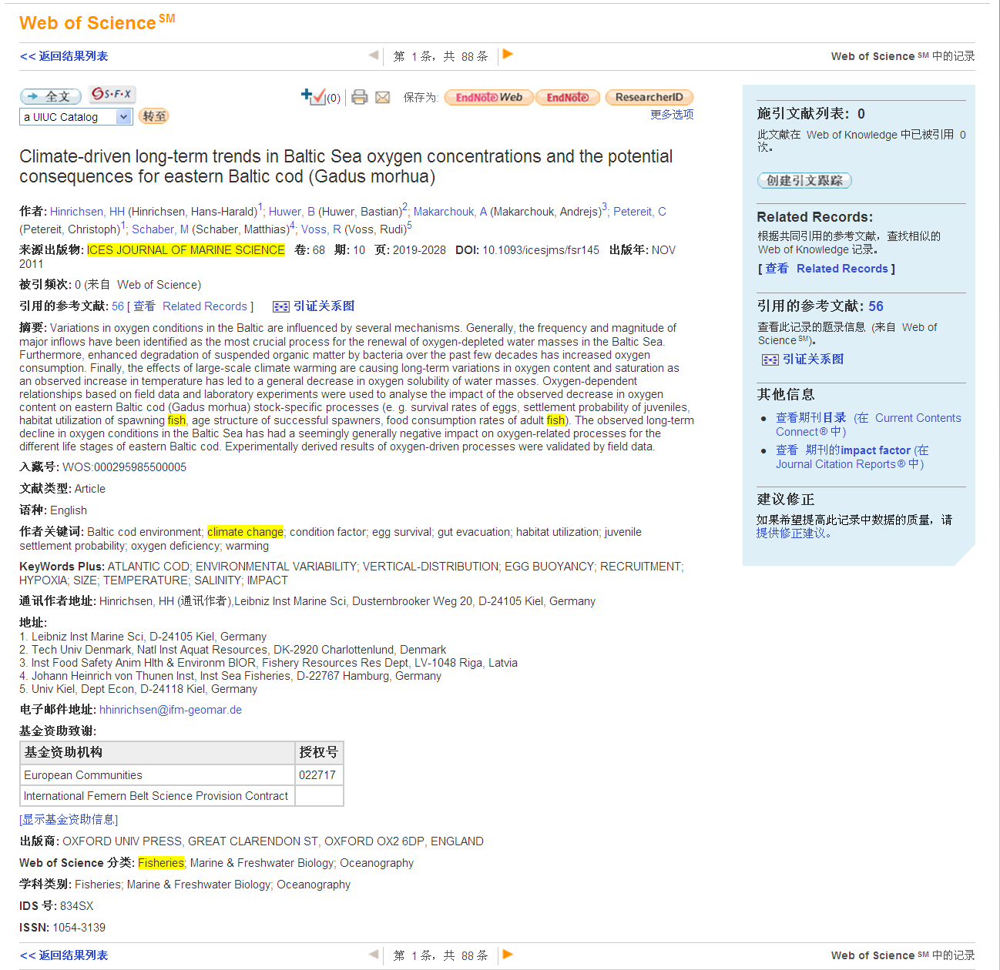 Web of Science SM
<< 返回结果列表
第 1 条，共 88 条
Web of Science SM 中的记录
全文
S·F·X
(0)
保存为:
EndNote Web
EndNote
ResearcherID
a UIUC Catalog
转至
更多选项
Climate-driven long-term trends in Baltic Sea oxygen concentrations and the potential
consequences for eastern Baltic cod (Gadus morhua)
作者: Hinrichsen, HH (Hinrichsen, Hans-Harald)1; Huwer, B (Huwer, Bastian)2; Makarchouk, A (Makarchouk, Andrejs)3; Petereit, C
(Petereit, Christoph)1; Schaber, M (Schaber, Matthias)4; Voss, R (Voss, Rudi)5
来源出版物: ICES JOURNAL OF MARINE SCIENCE 卷: 68 期: 10 页: 2019-2028 DOI: 10.1093/icesjms/fsr145 出版年: NOV
2011
被引频次: 0 (来自 Web of Science)
引用的参考文献: 56 [ 查看 Related Records ] 引证关系图
摘要: Variations in oxygen conditions in the Baltic are influenced by several mechanisms. Generally, the frequency and magnitude of
major inflows have been identified as the most crucial process for the renewal of oxygen-depleted water masses in the Baltic Sea.
Furthermore, enhanced degradation of suspended organic matter by bacteria over the past few decades has increased oxygen
consumption. Finally, the effects of large-scale climate warming are causing long-term variations in oxygen content and saturation as
an observed increase in temperature has led to a general decrease in oxygen solubility of water masses. Oxygen-dependent
relationships based on field data and laboratory experiments were used to analyse the impact of the observed decrease in oxygen
content on eastern Baltic cod (Gadus morhua) stock-specific processes (e. g. survival rates of eggs, settlement probability of juveniles,
habitat utilization of spawning fish, age structure of successful spawners, food consumption rates of adult fish). The observed long-term
decline in oxygen conditions in the Baltic Sea has had a seemingly generally negative impact on oxygen-related processes for the
different life stages of eastern Baltic cod. Experimentally derived results of oxygen-driven processes were validated by field data.
入藏号: WOS:000295985500005
文献类型: Article
语种: English
作者关键词: Baltic cod environment; climate change; condition factor; egg survival; gut evacuation; habitat utilization; juvenile
settlement probability; oxygen deficiency; warming
KeyWords Plus: ATLANTIC COD; ENVIRONMENTAL VARIABILITY; VERTICAL-DISTRIBUTION; EGG BUOYANCY; RECRUITMENT;
HYPOXIA; SIZE; TEMPERATURE; SALINITY; IMPACT
通讯作者地址: Hinrichsen, HH (通讯作者),Leibniz Inst Marine Sci, Dusternbrooker Weg 20, D-24105 Kiel, Germany
地址:
1. Leibniz Inst Marine Sci, D-24105 Kiel, Germany
2. Tech Univ Denmark, Natl Inst Aquat Resources, DK-2920 Charlottenlund, Denmark
3. Inst Food Safety Anim Hlth & Environm BIOR, Fishery Resources Res Dept, LV-1048 Riga, Latvia
4. Johann Heinrich von Thunen Inst, Inst Sea Fisheries, D-22767 Hamburg, Germany
5. Univ Kiel, Dept Econ, D-24118 Kiel, Germany
电子邮件地址: hhinrichsen@ifm-geomar.de
基金资助致谢:
基金资助机构 授权号
European Communities 022717
International Femern Belt Science Provision Contract
[显示基金资助信息]
出版商: OXFORD UNIV PRESS, GREAT CLARENDON ST, OXFORD OX2 6DP, ENGLAND
Web of Science 分类: Fisheries; Marine & Freshwater Biology; Oceanography
学科类别: Fisheries; Marine & Freshwater Biology; Oceanography
IDS 号: 834SX
ISSN: 1054-3139
施引文献列表: 0
此文献在 Web of Knowledge 中已被引用 0
次。
创建引文跟踪
Related Records:
根据共同引用的参考文献，查找相似的
Web of Knowledge 记录。
[ 查看 Related Records ]
引用的参考文献: 56
查看此记录的题录信息 (来自 Web of
Science SM)。
引证关系图
其他信息
查看期刊目录 (在 Current Contents
Connect® 中)
查看 期刊的impact factor (在
Journal Citation Reports® 中)
建议修正
如果希望提高此记录中数据的质量，请
提供修正建议。
<< 返回结果列表
第 1 条，共 88 条
Web of Science SM 中的记录